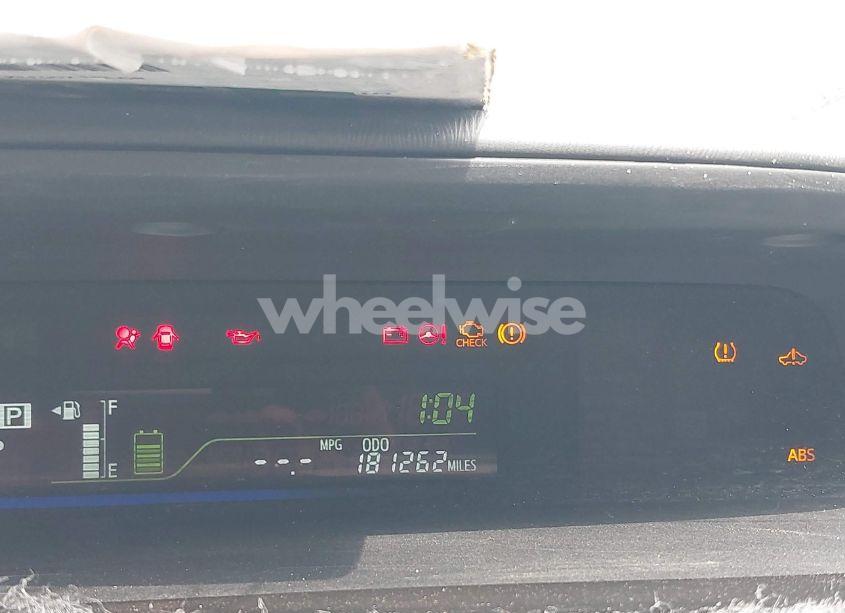 wheelwise
CHECK
P
F
1:04
E
MPG ODO
--.- 181262 MILES
ABS